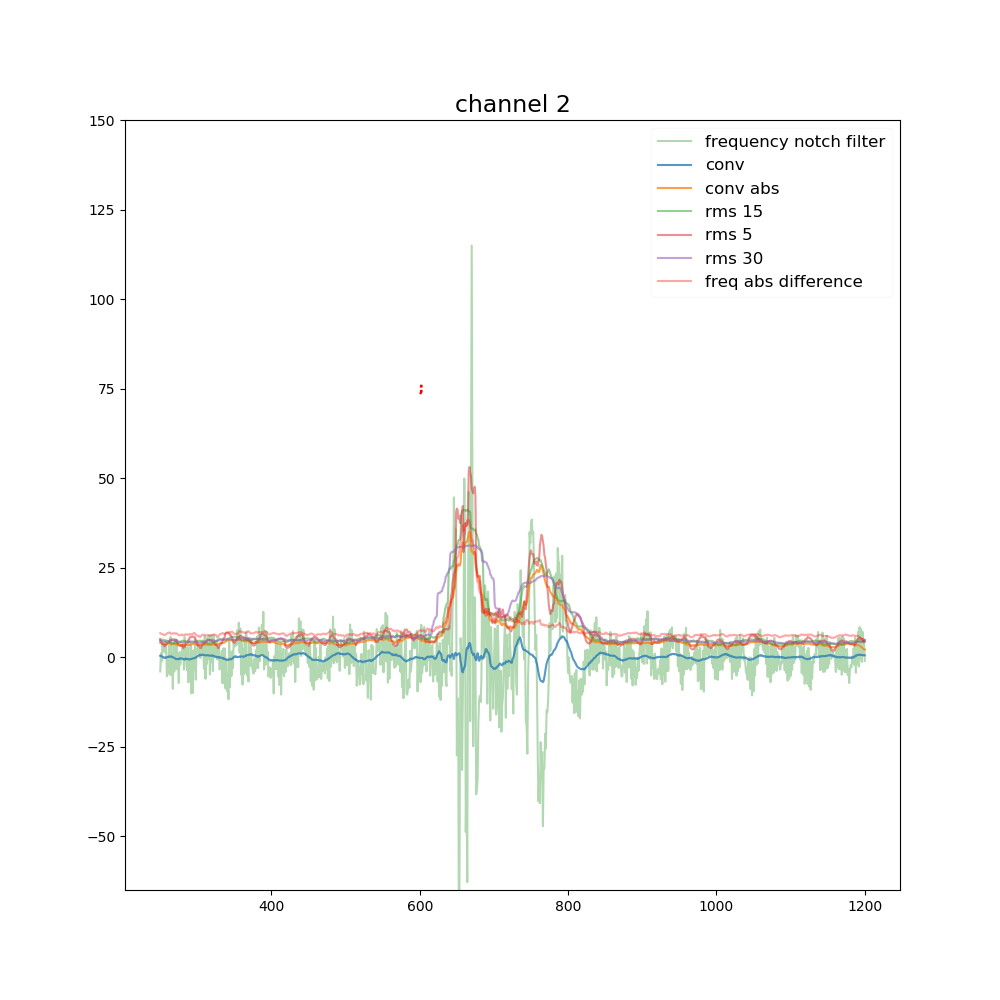 channel 2
150
125
100
75
50
25
0
−25
−50
400
600
800
1000
1200
frequency notch filter
conv
conv abs
rms 15
rms 5
rms 30
freq abs difference
;